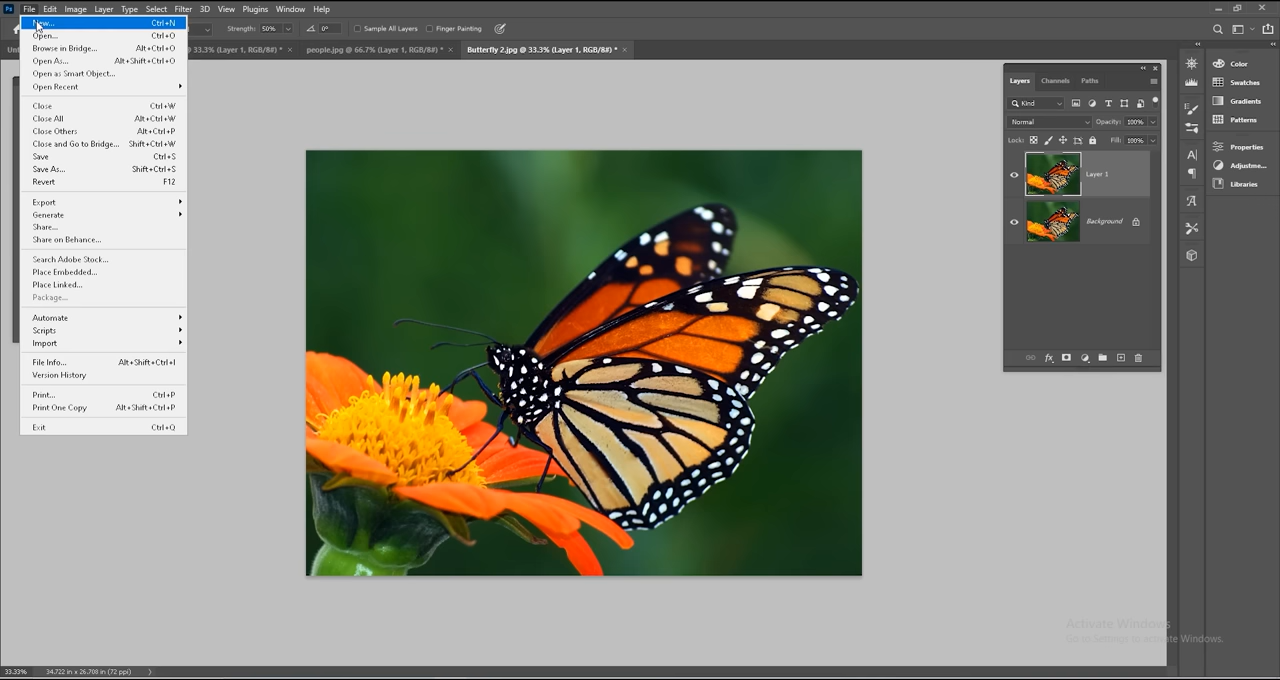 Ps File Edit Image Layer Type Select Filter 3D View Plugins Window Help
Strength: 50% 0° Sample All Layers Finger Painting
@ 33.3% (Layer 1, RGB/8#) * × people.jpg @ 66.7% (Layer 1, RGB/8#) * × Butterfly 2.jpg @ 33.3% (Layer 1, RGB/8#) * ×
New... Ctrl+N
Open... Ctrl+O
Browse in Bridge... Alt+Ctrl+O
Open As... Alt+Shift+Ctrl+O
Open as Smart Object...
Open Recent
Close Ctrl+W
Close All Alt+Ctrl+W
Close Others Alt+Ctrl+P
Close and Go to Bridge... Shift+Ctrl+W
Save Ctrl+S
Save As... Shift+Ctrl+S
Revert F12
Export
Generate
Share...
Share on Behance...
Search Adobe Stock...
Place Embedded...
Place Linked...
Package...
Automate
Scripts
Import
File Info... Alt+Shift+Ctrl+I
Version History
Print... Ctrl+P
Print One Copy Alt+Shift+Ctrl+P
Exit Ctrl+Q
Layers Channels Paths
Kind
Normal Opacity: 100%
Lock: Fill: 100%
Layer 1
Background
Color
Swatches
Gradients
Patterns
Properties
Adjustme...
Libraries
Activate Windows
Go to Settings to activate Windows.
33.33% 34.722 in x 26.708 in (72 ppi)